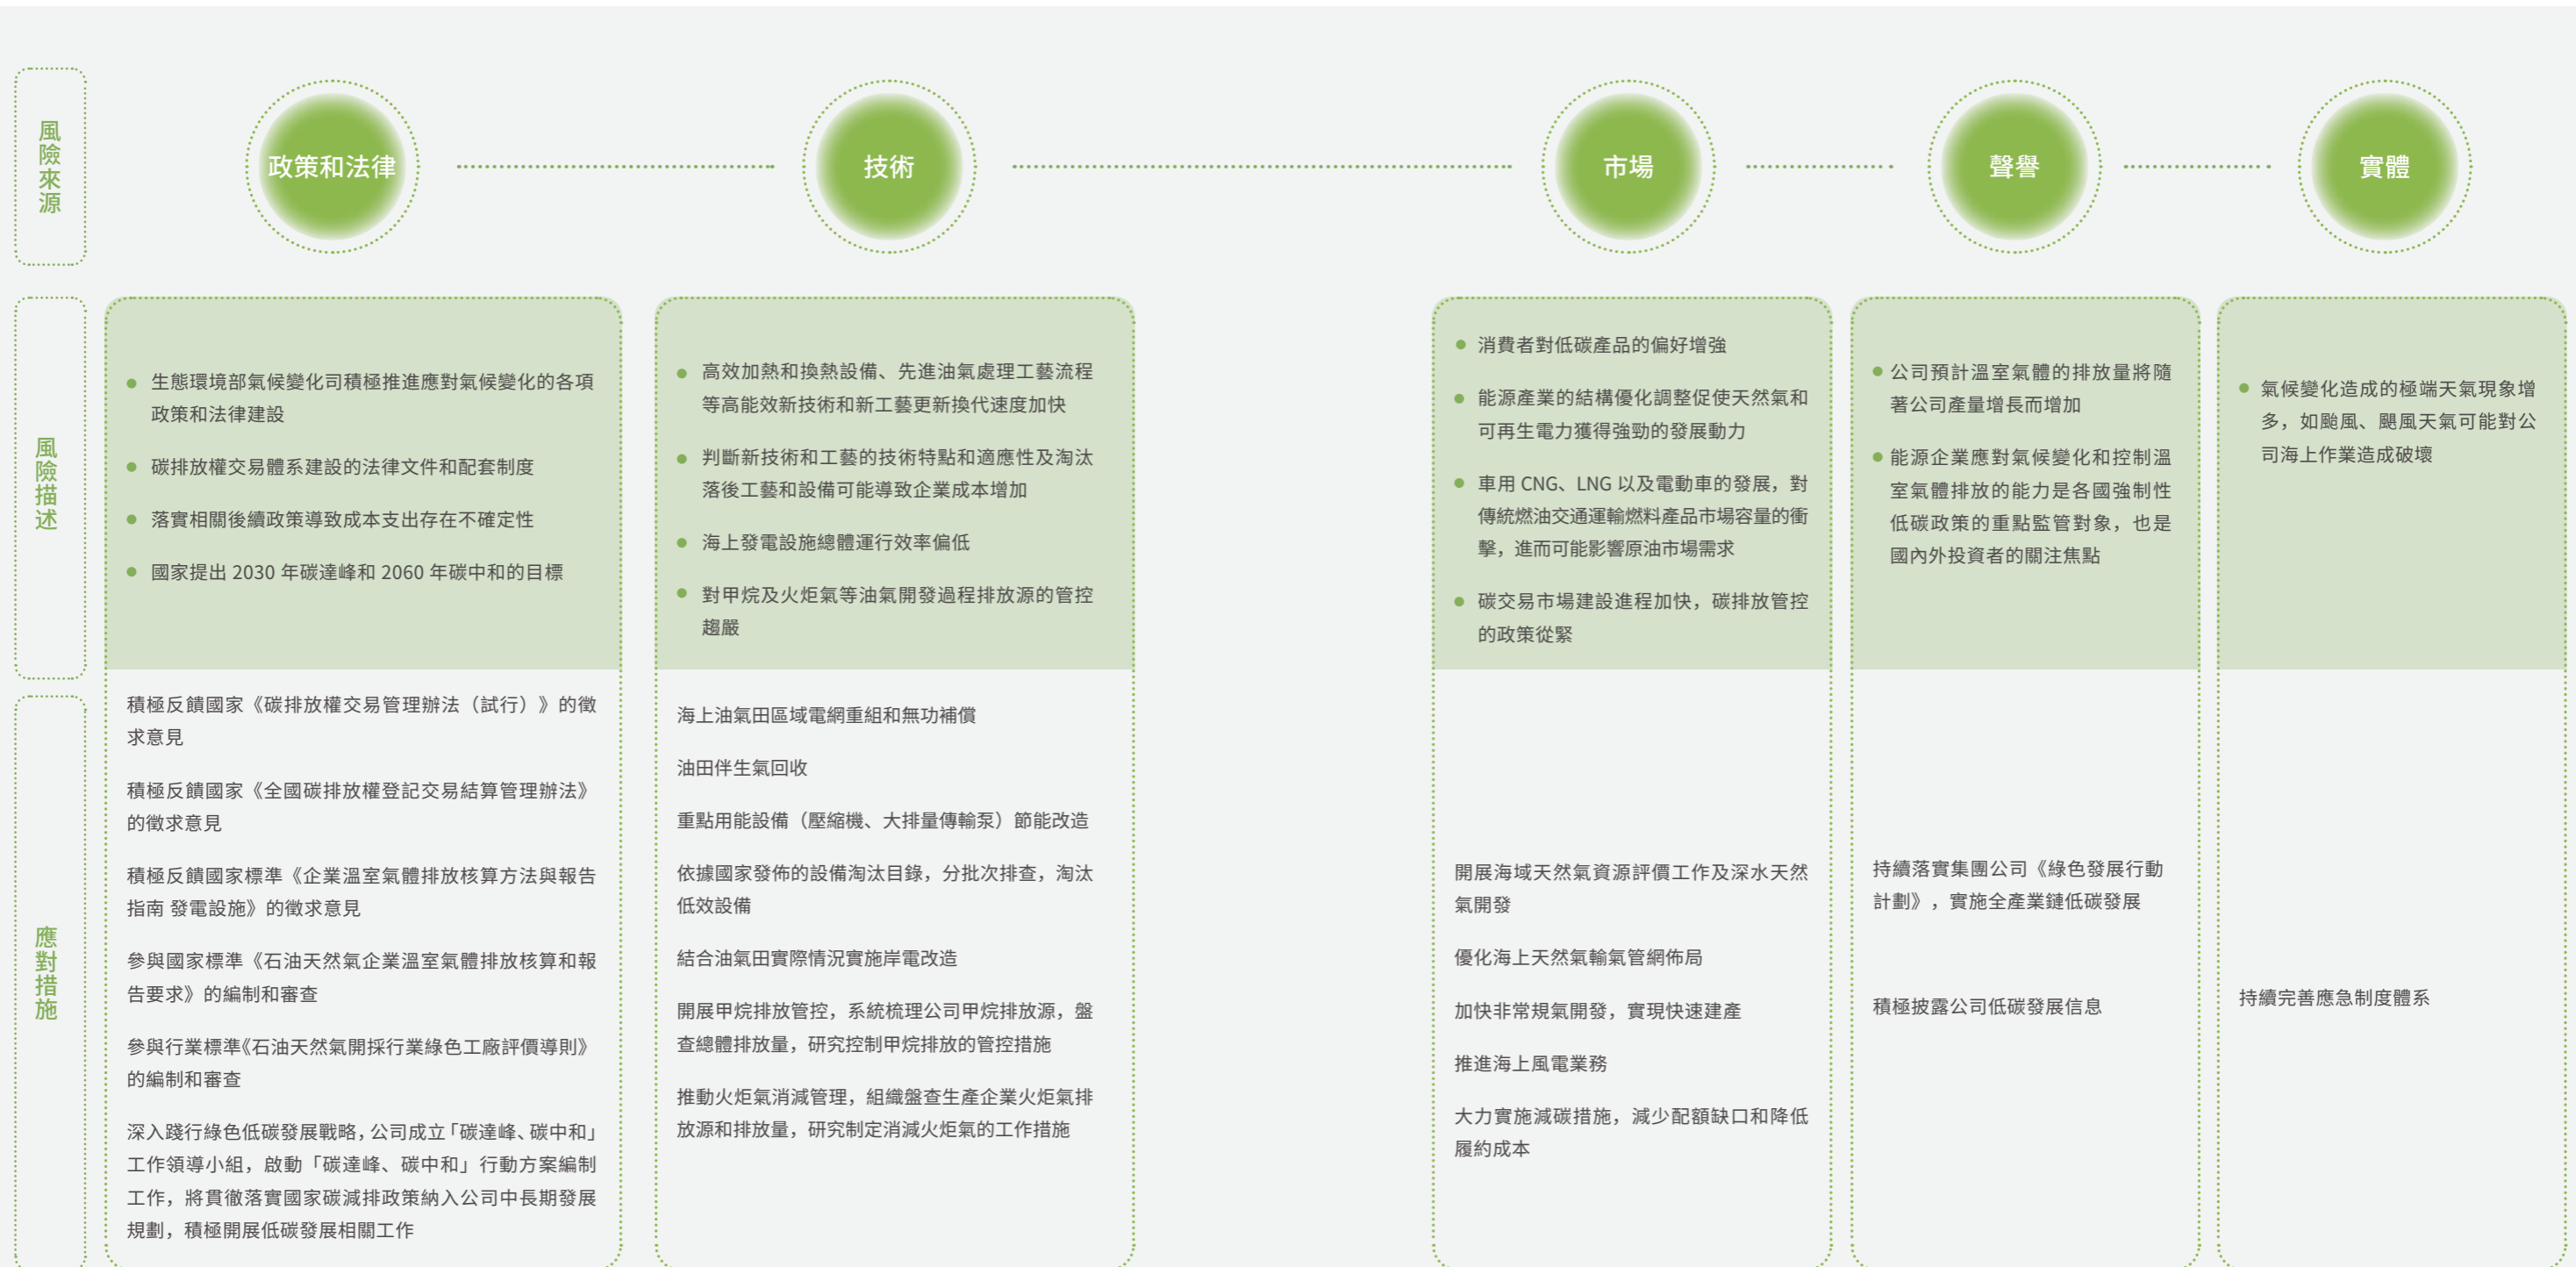 風險來源
政策和法律
技術
市場
聲譽
實體
風險描述
生態環境部氣候變化司積極推進應對氣候變化的各項
政策和法律建設
碳排放權交易體系建設的法律文件和配套制度
落實相關後續政策導致成本支出存在不確定性
國家提出 2030 年碳達峰和 2060 年碳中和的目標
高效加熱和換熱設備、先進油氣處理工藝流程
等高能效新技術和新工藝更新換代速度加快
判斷新技術和工藝的技術特點和適應性及淘汰
落後工藝和設備可能導致企業成本增加
海上發電設施總體運行效率偏低
對甲烷及火炬氣等油氣開發過程排放源的管控
趨嚴
消費者對低碳產品的偏好增強
能源產業的結構優化調整促使天然氣和
可再生電力獲得強勁的發展動力
車用 CNG、LNG 以及電動車的發展，對
傳統燃油交通運輸燃料產品市場容量的衝
擊，進而可能影響原油市場需求
碳交易市場建設進程加快，碳排放管控
的政策從緊
公司預計溫室氣體的排放量將隨
著公司產量增長而增加
能源企業應對氣候變化和控制溫
室氣體排放的能力是各國強制性
低碳政策的重點監管對象，也是
國內外投資者的關注焦點
氣候變化造成的極端天氣現象增
多，如颱風、颶風天氣可能對公
司海上作業造成破壞
應對措施
積極反饋國家《碳排放權交易管理辦法（試行）》的徵
求意見
積極反饋國家《全國碳排放權登記交易結算管理辦法》
的徵求意見
積極反饋國家標準《企業溫室氣體排放核算方法與報告
指南 發電設施》的徵求意見
參與國家標準《石油天然氣企業溫室氣體排放核算和報
告要求》的編制和審查
參與行業標準《石油天然氣開採行業綠色工廠評價導則》
的編制和審查
深入踐行綠色低碳發展戰略，公司成立「碳達峰、碳中和」
工作領導小組，啟動「碳達峰、碳中和」行動方案編制
工作，將貫徹落實國家碳減排政策納入公司中長期發展
規劃，積極開展低碳發展相關工作
海上油氣田區域電網重組和無功補償
油田伴生氣回收
重點用能設備（壓縮機、大排量傳輸泵）節能改造
依據國家發佈的設備淘汰目錄，分批次排查，淘汰
低效設備
結合油氣田實際情況實施岸電改造
開展甲烷排放管控，系統梳理公司甲烷排放源，盤
查總體排放量，研究控制甲烷排放的管控措施
推動火炬氣消減管理，組織盤查生產企業火炬氣排
放源和排放量，研究制定消減火炬氣的工作措施
開展海域天然氣資源評價工作及深水天然
氣開發
優化海上天然氣輸氣管網佈局
加快非常規氣開發，實現快速建產
推進海上風電業務
大力實施減碳措施，減少配額缺口和降低
履約成本
持續落實集團公司《綠色發展行動
計劃》，實施全產業鏈低碳發展
積極披露公司低碳發展信息
持續完善應急制度體系